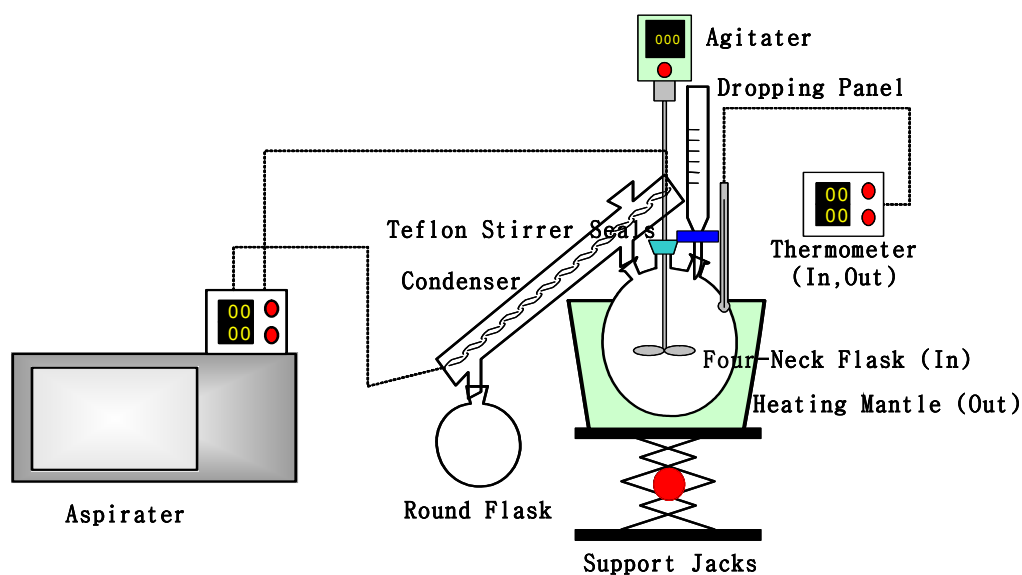 000
Agitater
Dropping Panel
Teflon Stirrer Seals
00
00
Thermometer
(In,Out)
Condenser
00
00
Four-Neck Flask (In)
Heating Mantle (Out)
Aspirater
Round Flask
Support Jacks